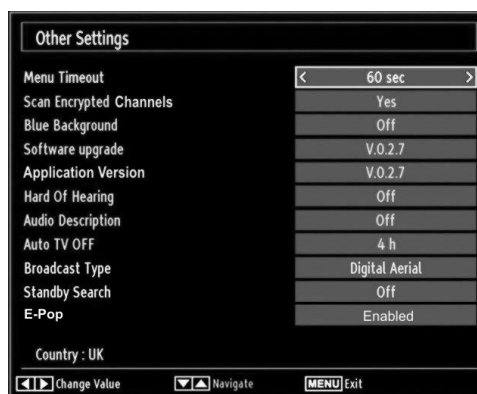 Other Settings
Menu Timeout < 60 sec >
Scan Encrypted Channels Yes
Blue Background Off
Software upgrade V.0.2.7
Application Version V.0.2.7
Hard Of Hearing Off
Audio Description Off
Auto TV OFF 4 h
Broadcast Type Digital Aerial
Standby Search Off
E-Pop Enabled
Country : UK
Change Value Navigate MENU Exit